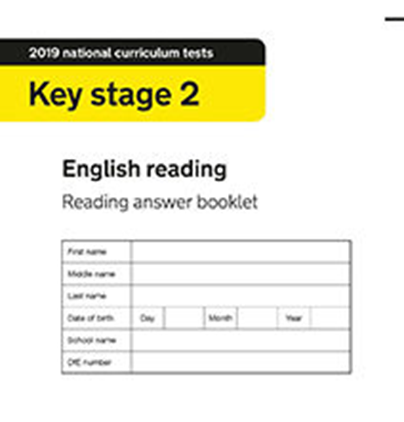 2019 national curriculum tests
Key stage 2
English reading
Reading answer booklet
First name
Middle name
Last name
Date of birth Day Month Year
School name
DfE number